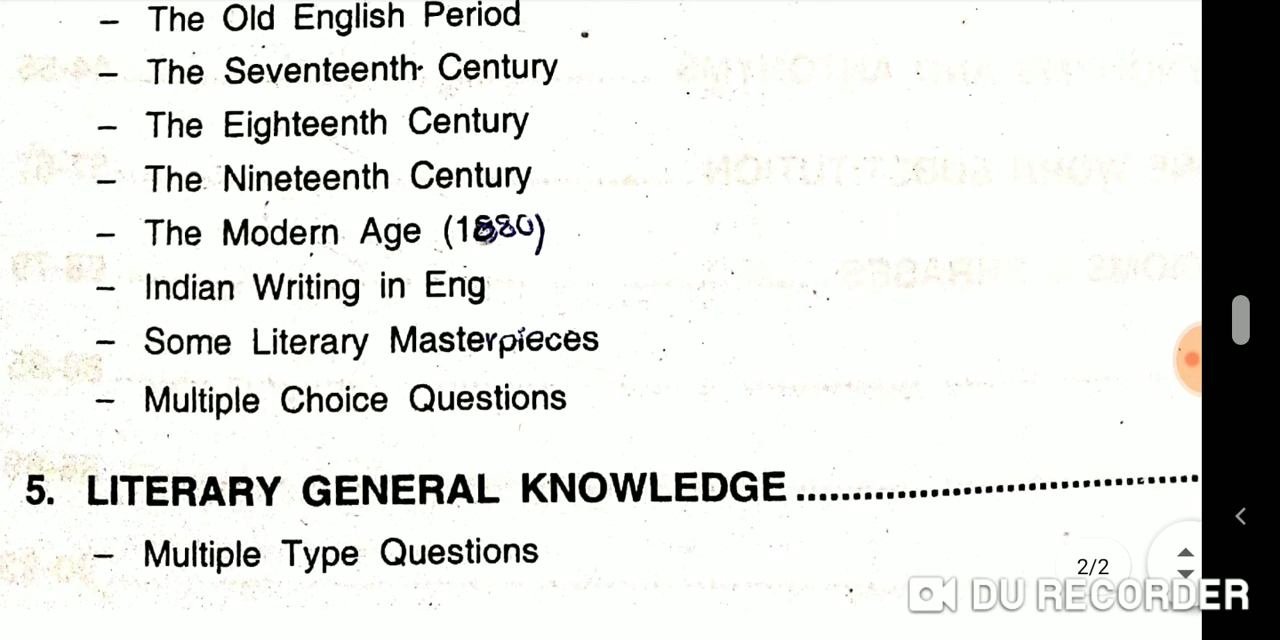 – The Old English Period
– The Seventeenth Century
– The Eighteenth Century
– The Nineteenth Century
– The Modern Age (1880)
– Indian Writing in Eng
– Some Literary Masterpieces
– Multiple Choice Questions
5. LITERARY GENERAL KNOWLEDGE ........................................
– Multiple Type Questions
2/2
DU RECORDER